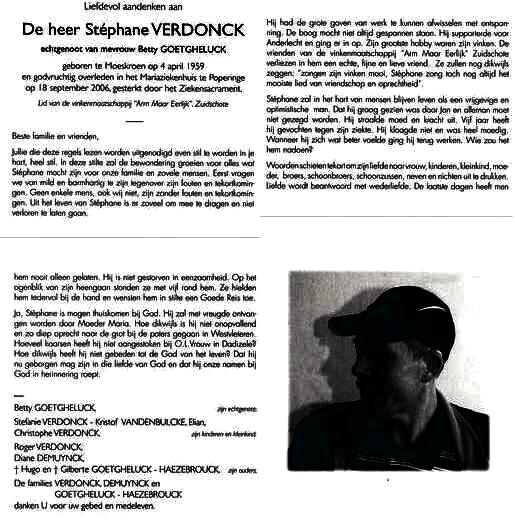 Liefdevol aandenken aan
De heer Stéphane VERDONCK
echtgenoot van mevrouw Betty GOETGHELUCK
geboren te Moeskroen op 4 april 1959
en godvruchtig overleden in het Mariaziekenhuis te Poperinge
op 18 september 2006, gesterkt door het Ziekensacrament.
Lid van de vinkenmaatschappij "Arm Maar Eerlijk". Zuidschote
Beste familie en vrienden,
Jullie die deze regels lezen worden uitgenodigd even stil te worden in je
hart, heel stil. In deze stilte zal de bewondering groeien voor alles wat
Stéphane mocht zijn voor onze familie en zovele mensen. Eerst vragen
we van mild en barmhartig te zijn tegenover zijn fouten en tekortkomin-
gen. Geen enkele mens, ook wij niet, zijn zonder fouten en tekortkomin-
gen. Uit het leven van Stéphane is er zoveel om mee te dragen en niet
verloren te laten gaan.
Hij had de grote gaven van werk te kunnen afwisselen met ontspan-
ning. De boog mocht niet altijd gespannen staan. Hij supporterde voor
Anderlecht en ging er in op. Zijn grootste hobby waren zijn vinken. De
vrienden van de vinkenmaatschappij "Arm Maar Eerlijk" Zuidschote
verliezen in hem een echte, fijne en lieve vriend. Ze zullen nog dikwijls
zeggen: "zongen zijn vinken mooi, Stéphane zong toch nog altijd het
mooiste lied van vriendschap en oprechtheid".
Stéphane zal in het hart van mensen blijven leven als een vrijgevige en
optimistische man. Dat hij graag gezien was door Jan en alleman moet
niet gezegd worden. Hij straalde moed en kracht uit. Vijf jaar heeft
hij gevochten tegen zijn ziekte. Hij klaagde niet en was heel moedig.
Wanneer hij zich wat beter voelde ging hij terug werken. Wie zou het
hem nadoen?
Woorden schieten tekort om zijn liefde naar vrouw, kinderen, kleinkind, moe-
der, broers, schoonbroers, schoonzussen, neven en nichten uit te drukken.
Liefde wordt beantwoord met wederliefde. De laatste dagen heeft men
hem nooit alleen gelaten. Hij is niet gestorven in eenzaamheid. Op het
ogenblik van zijn heengaan stonden ze met vijf rond hem. Ze hielden
hem tedervol bij de hand en wensten hem in stilte een Goede Reis toe.
Ja, Stéphane is mogen thuiskomen bij God. Hij zal met vreugde ontvan-
gen worden door Moeder Maria. Hoe dikwijls is hij niet onopvallend
en zo diep oprecht naar de grot bij de paters gegaan in Westvleteren.
Hoeveel kaarsen heeft hij niet aangestoken bij O.L.Vrouw in Dadizele?
Hoe dikwijls heeft hij niet gebeden tot de God van het leven? Dat hij
nu geborgen mag zijn in die liefde van God en dat hij onze namen bij
God in herinnering roept.
Betty GOETGHELUCK, zijn echtgenote;
Stefanie VERDONCK - Kristof VANDENBULCKE, Elian,
Christophe VERDONCK, zijn kinderen en kleinkind;
Roger VERDONCK,
Diane DEMUYNCK,
† Hugo en † Gilberte GOETGHELUCK - HAEZEBROUCK, zijn ouders;
De families VERDONCK, DEMUYNCK en
GOETGHELUCK - HAEZEBROUCK
danken U voor uw gebed en medeleven.